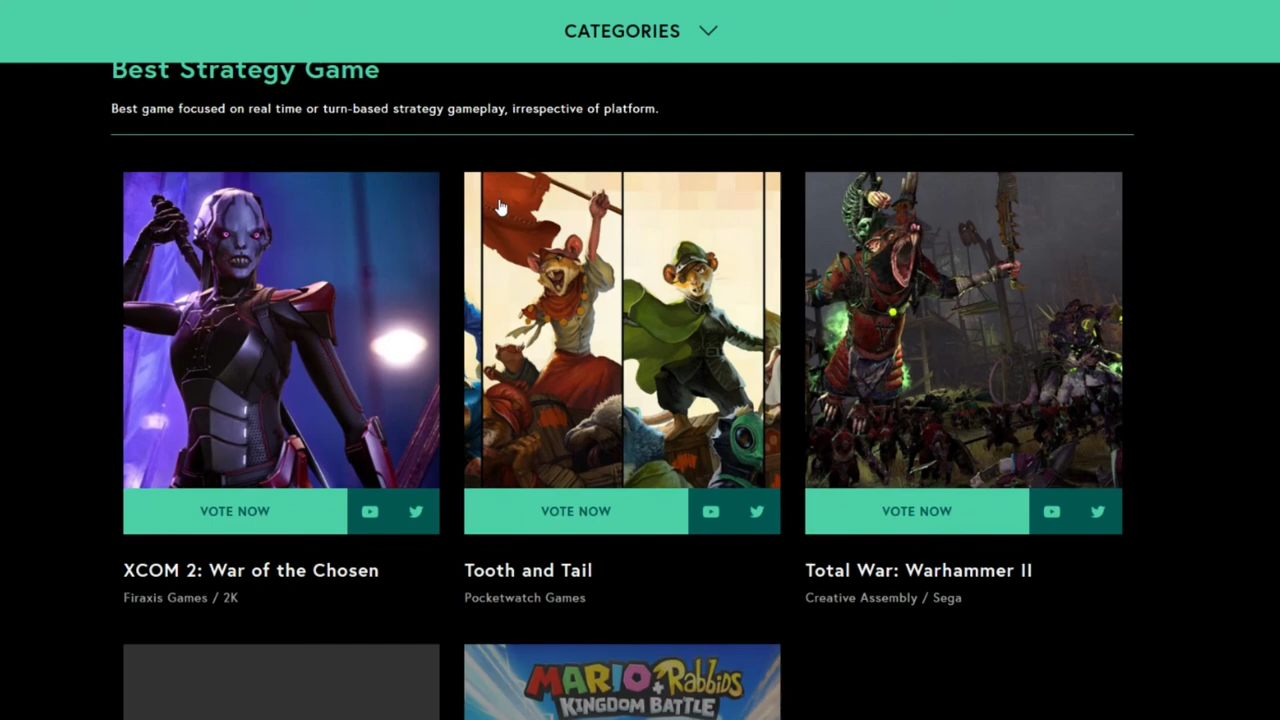 CATEGORIES
Best Strategy Game
Best game focused on real time or turn-based strategy gameplay, irrespective of platform.
VOTE NOW
VOTE NOW
VOTE NOW
XCOM 2: War of the Chosen
Tooth and Tail
Total War: Warhammer II
Firaxis Games / 2K
Pocketwatch Games
Creative Assembly / Sega
MARIO + Rabbids
KINGDOM BATTLE